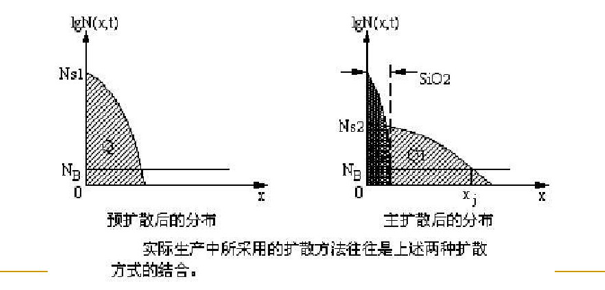 lgN(x,t)
lgN(x,t)
Ns1
SiO2
Ns2
Q
N_B
N_B
0
x
0
x_j
x
预扩散后的分布
主扩散后的分布
实际生产中所采用的扩散方法往往是上述两种扩散
方式的结合。